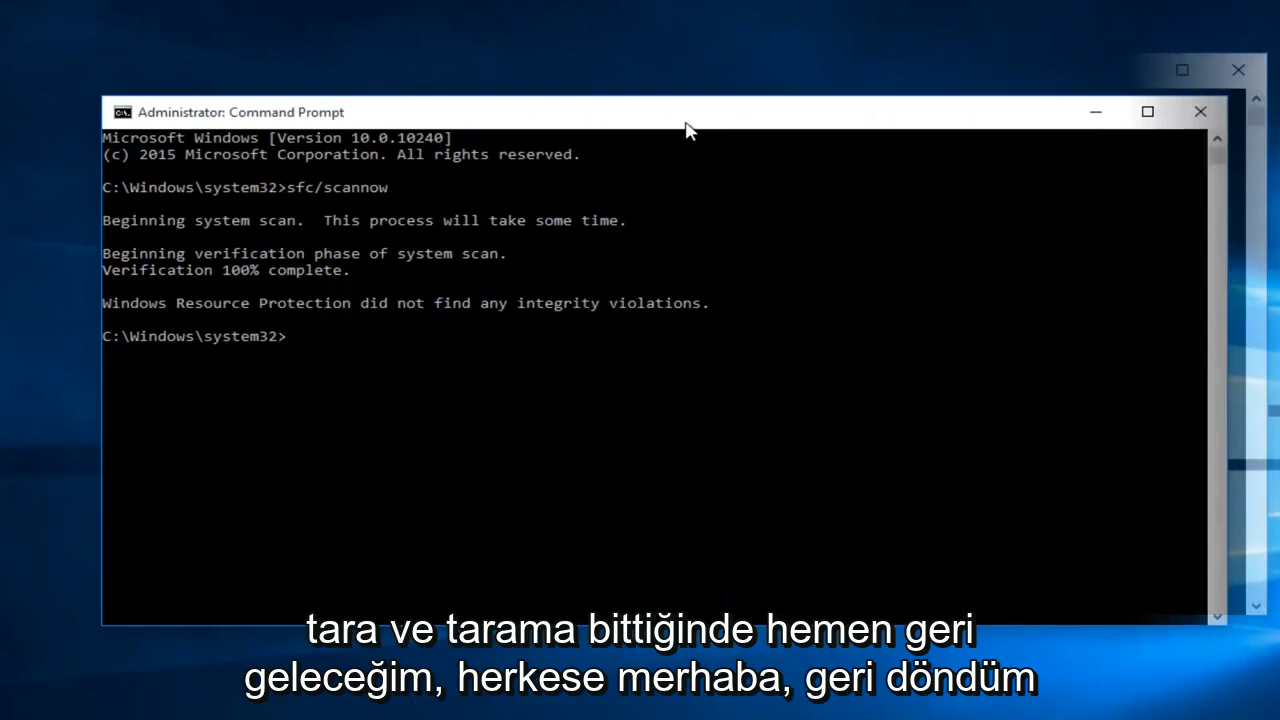 Administrator: Command Prompt
Microsoft Windows [Version 10.0.10240]
(c) 2015 Microsoft Corporation. All rights reserved.
C:\Windows\system32>sfc/scannow
Beginning system scan.  This process will take some time.
Beginning verification phase of system scan.
Verification 100% complete.
Windows Resource Protection did not find any integrity violations.
C:\Windows\system32>
tara ve tarama bittiğinde hemen geri
geleceğim, herkese merhaba, geri döndüm